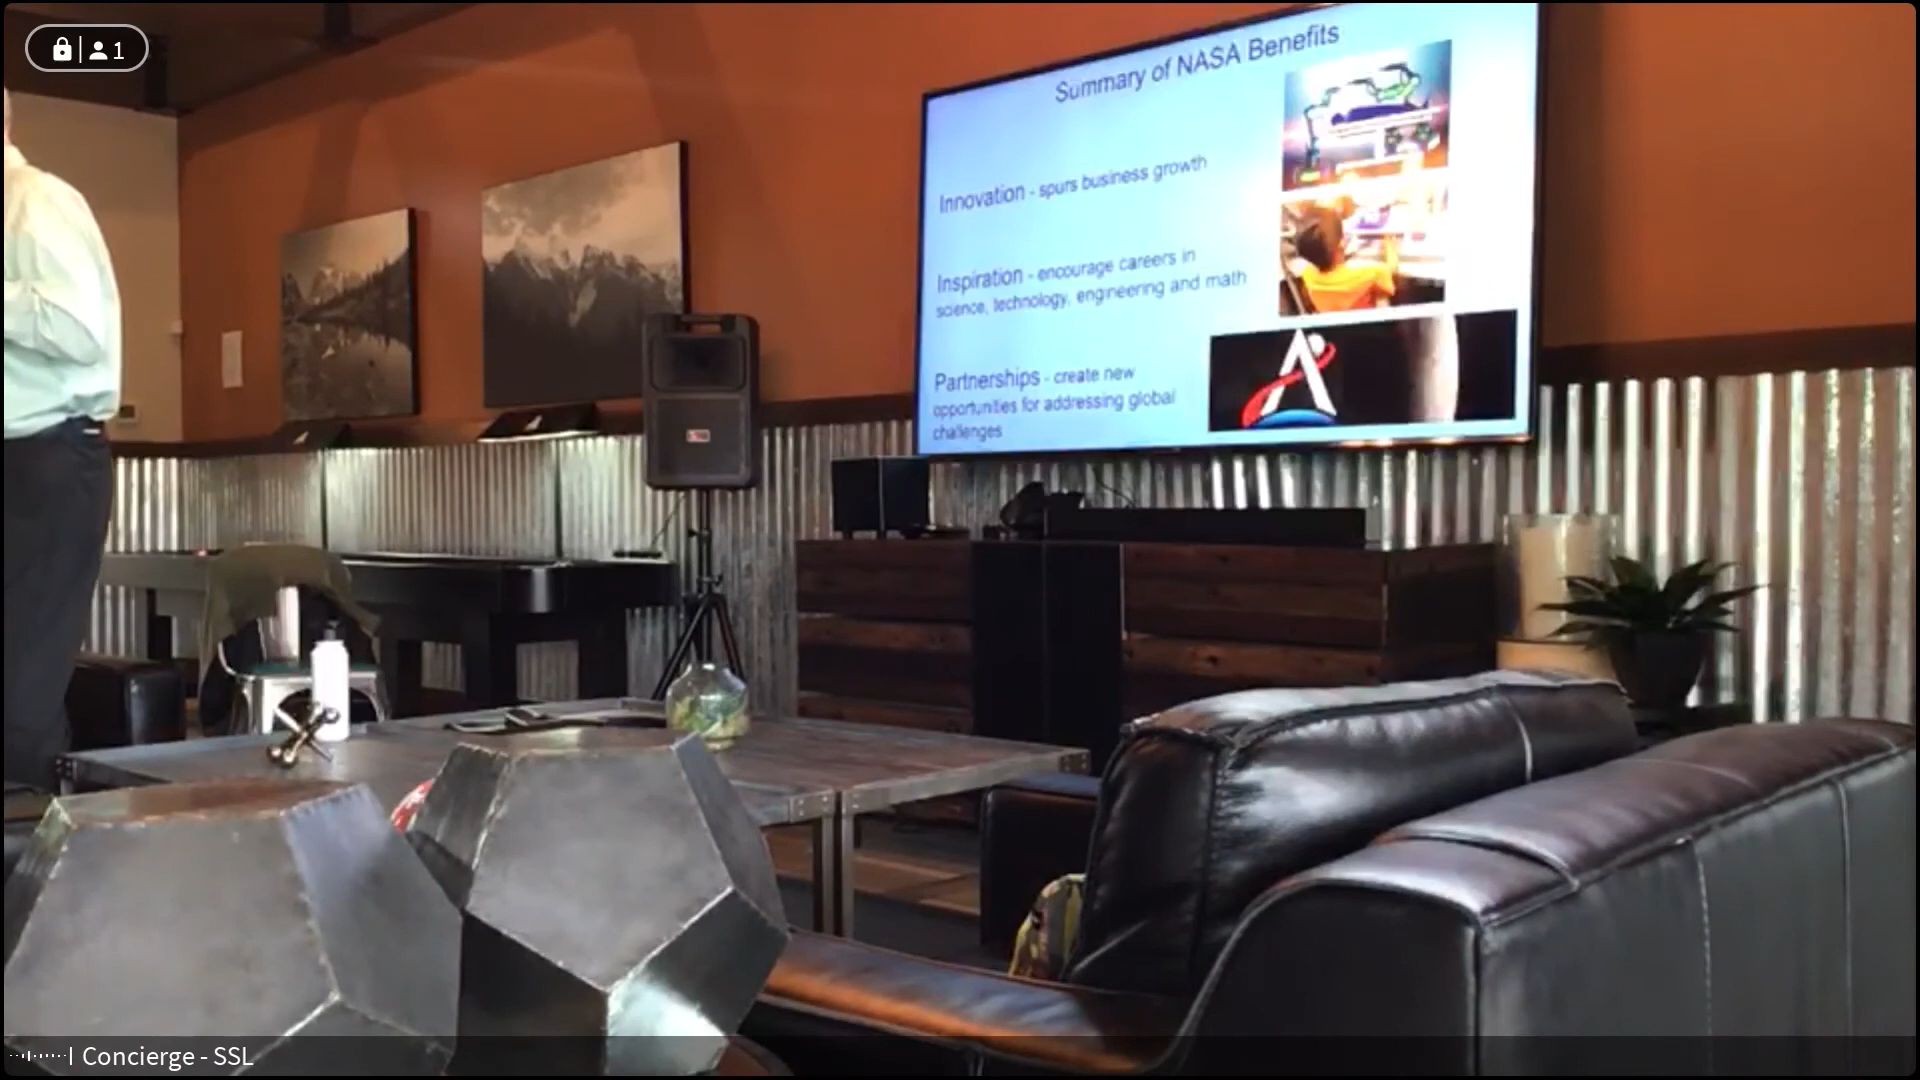 1
Summary of NASA Benefits
Innovation - spurs business growth
Inspiration - encourage careers in
science, technology, engineering and math
Partnerships - create new
opportunities for addressing global
challenges
Concierge - SSL